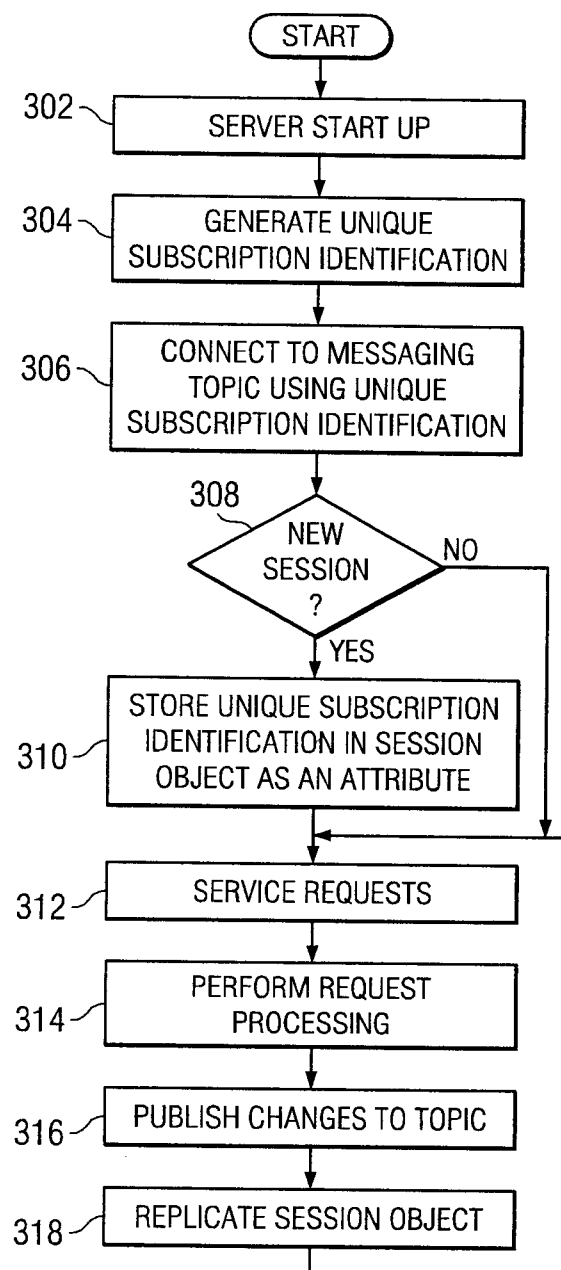 START
302
SERVER START UP
304
GENERATE UNIQUE
SUBSCRIPTION IDENTIFICATION
306
CONNECT TO MESSAGING
TOPIC USING UNIQUE
SUBSCRIPTION IDENTIFICATION
308
NEW
SESSION
?
NO
YES
310
STORE UNIQUE SUBSCRIPTION
IDENTIFICATION IN SESSION
OBJECT AS AN ATTRIBUTE
312
SERVICE REQUESTS
314
PERFORM REQUEST
PROCESSING
316
PUBLISH CHANGES TO TOPIC
318
REPLICATE SESSION OBJECT